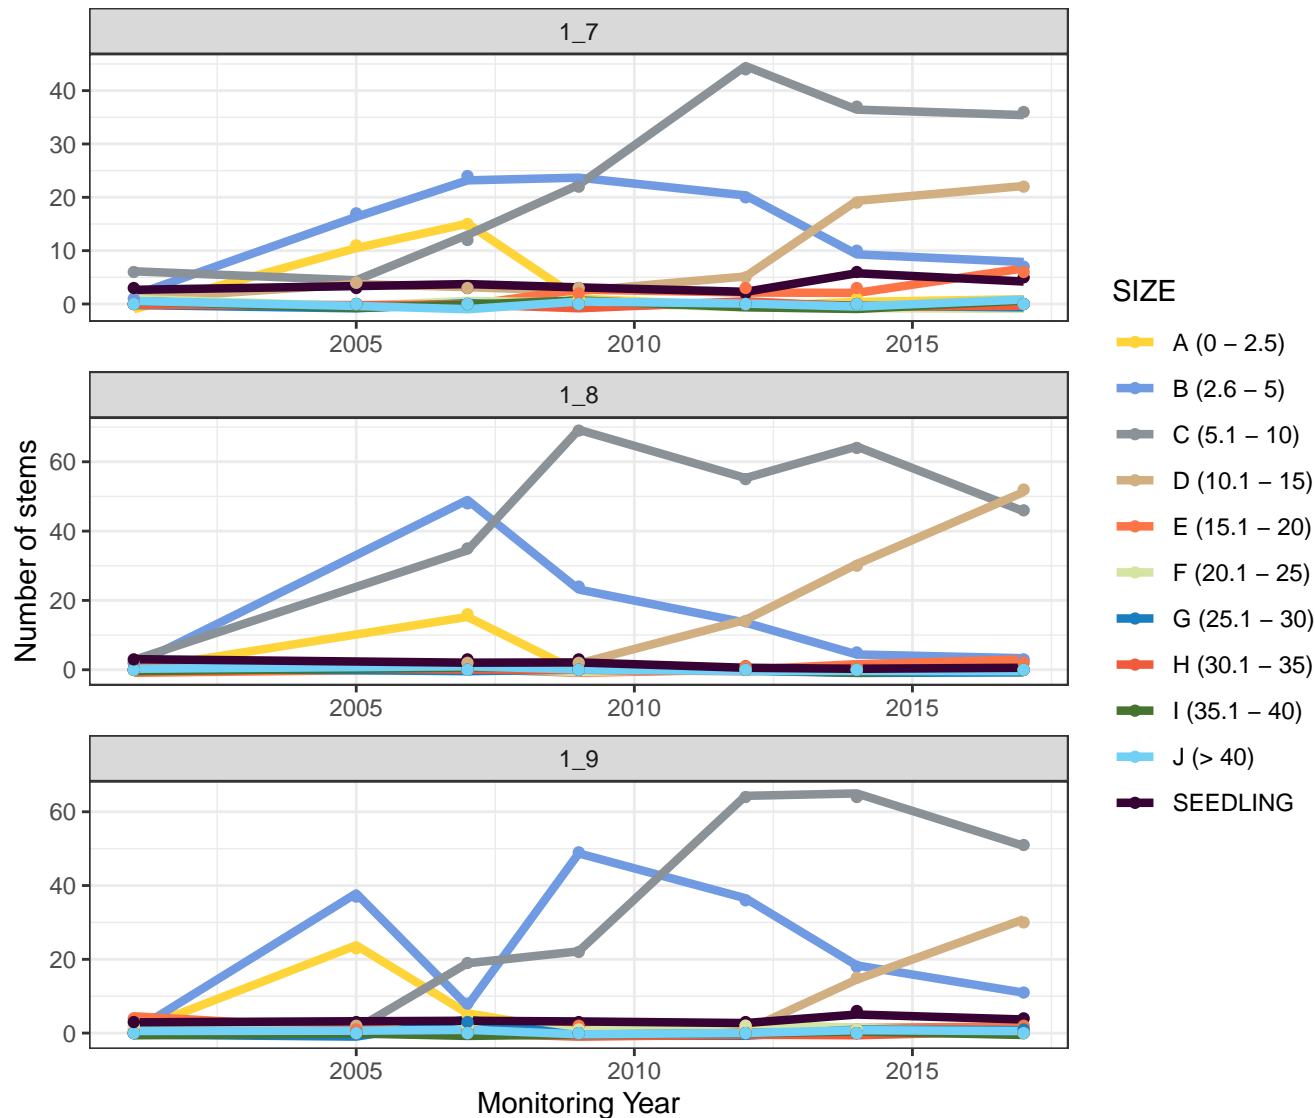 1_7
40
30
20
10
0
2005 2010 2015
1_8
60
40
20
0
2005 2010 2015
1_9
60
40
20
0
2005 2010 2015
Number of stems
Monitoring Year
SIZE
A (0 − 2.5)
B (2.6 − 5)
C (5.1 − 10)
D (10.1 − 15)
E (15.1 − 20)
F (20.1 − 25)
G (25.1 − 30)
H (30.1 − 35)
I (35.1 − 40)
J (> 40)
SEEDLING